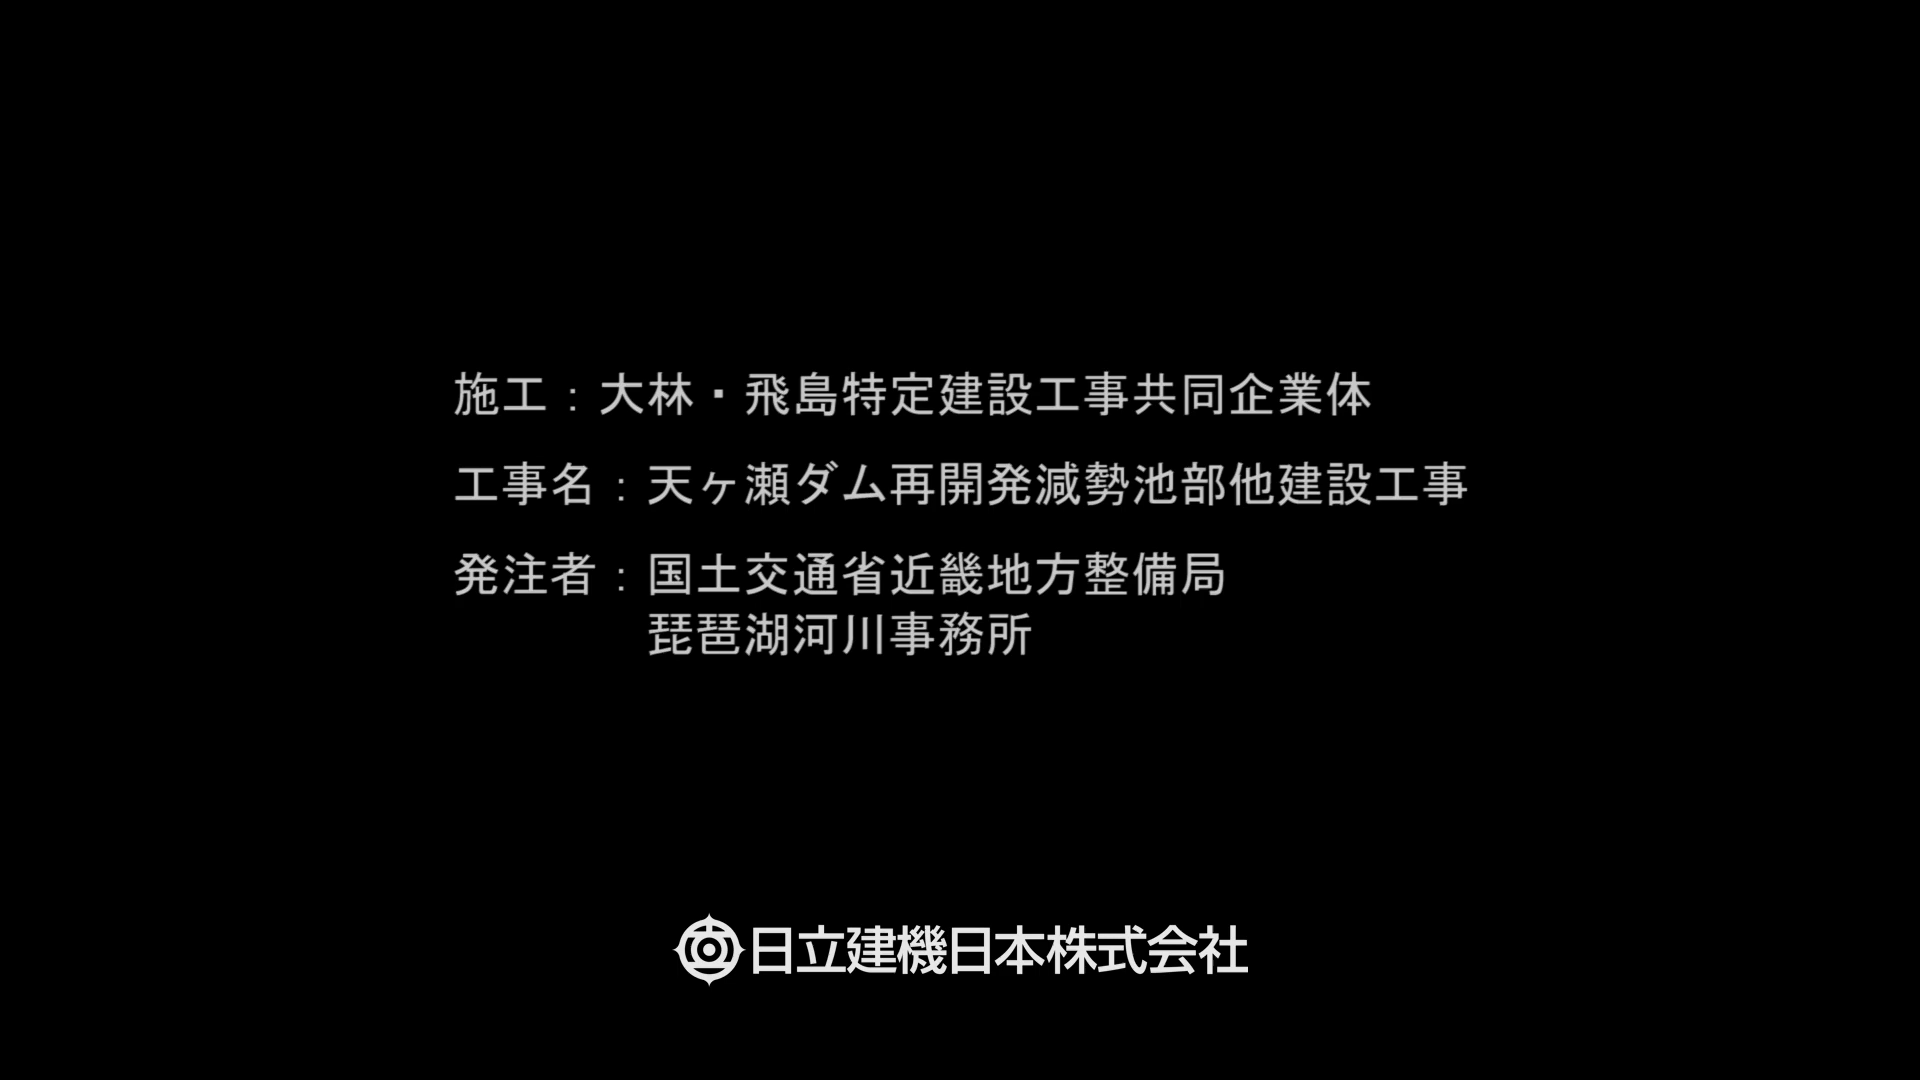 施工：大林・飛島特定建設工事共同企業体
工事名：天ヶ瀬ダム再開発減勢池部他建設工事
発注者：国土交通省近畿地方整備局
琵琶湖河川事務所
日立建機日本株式会社